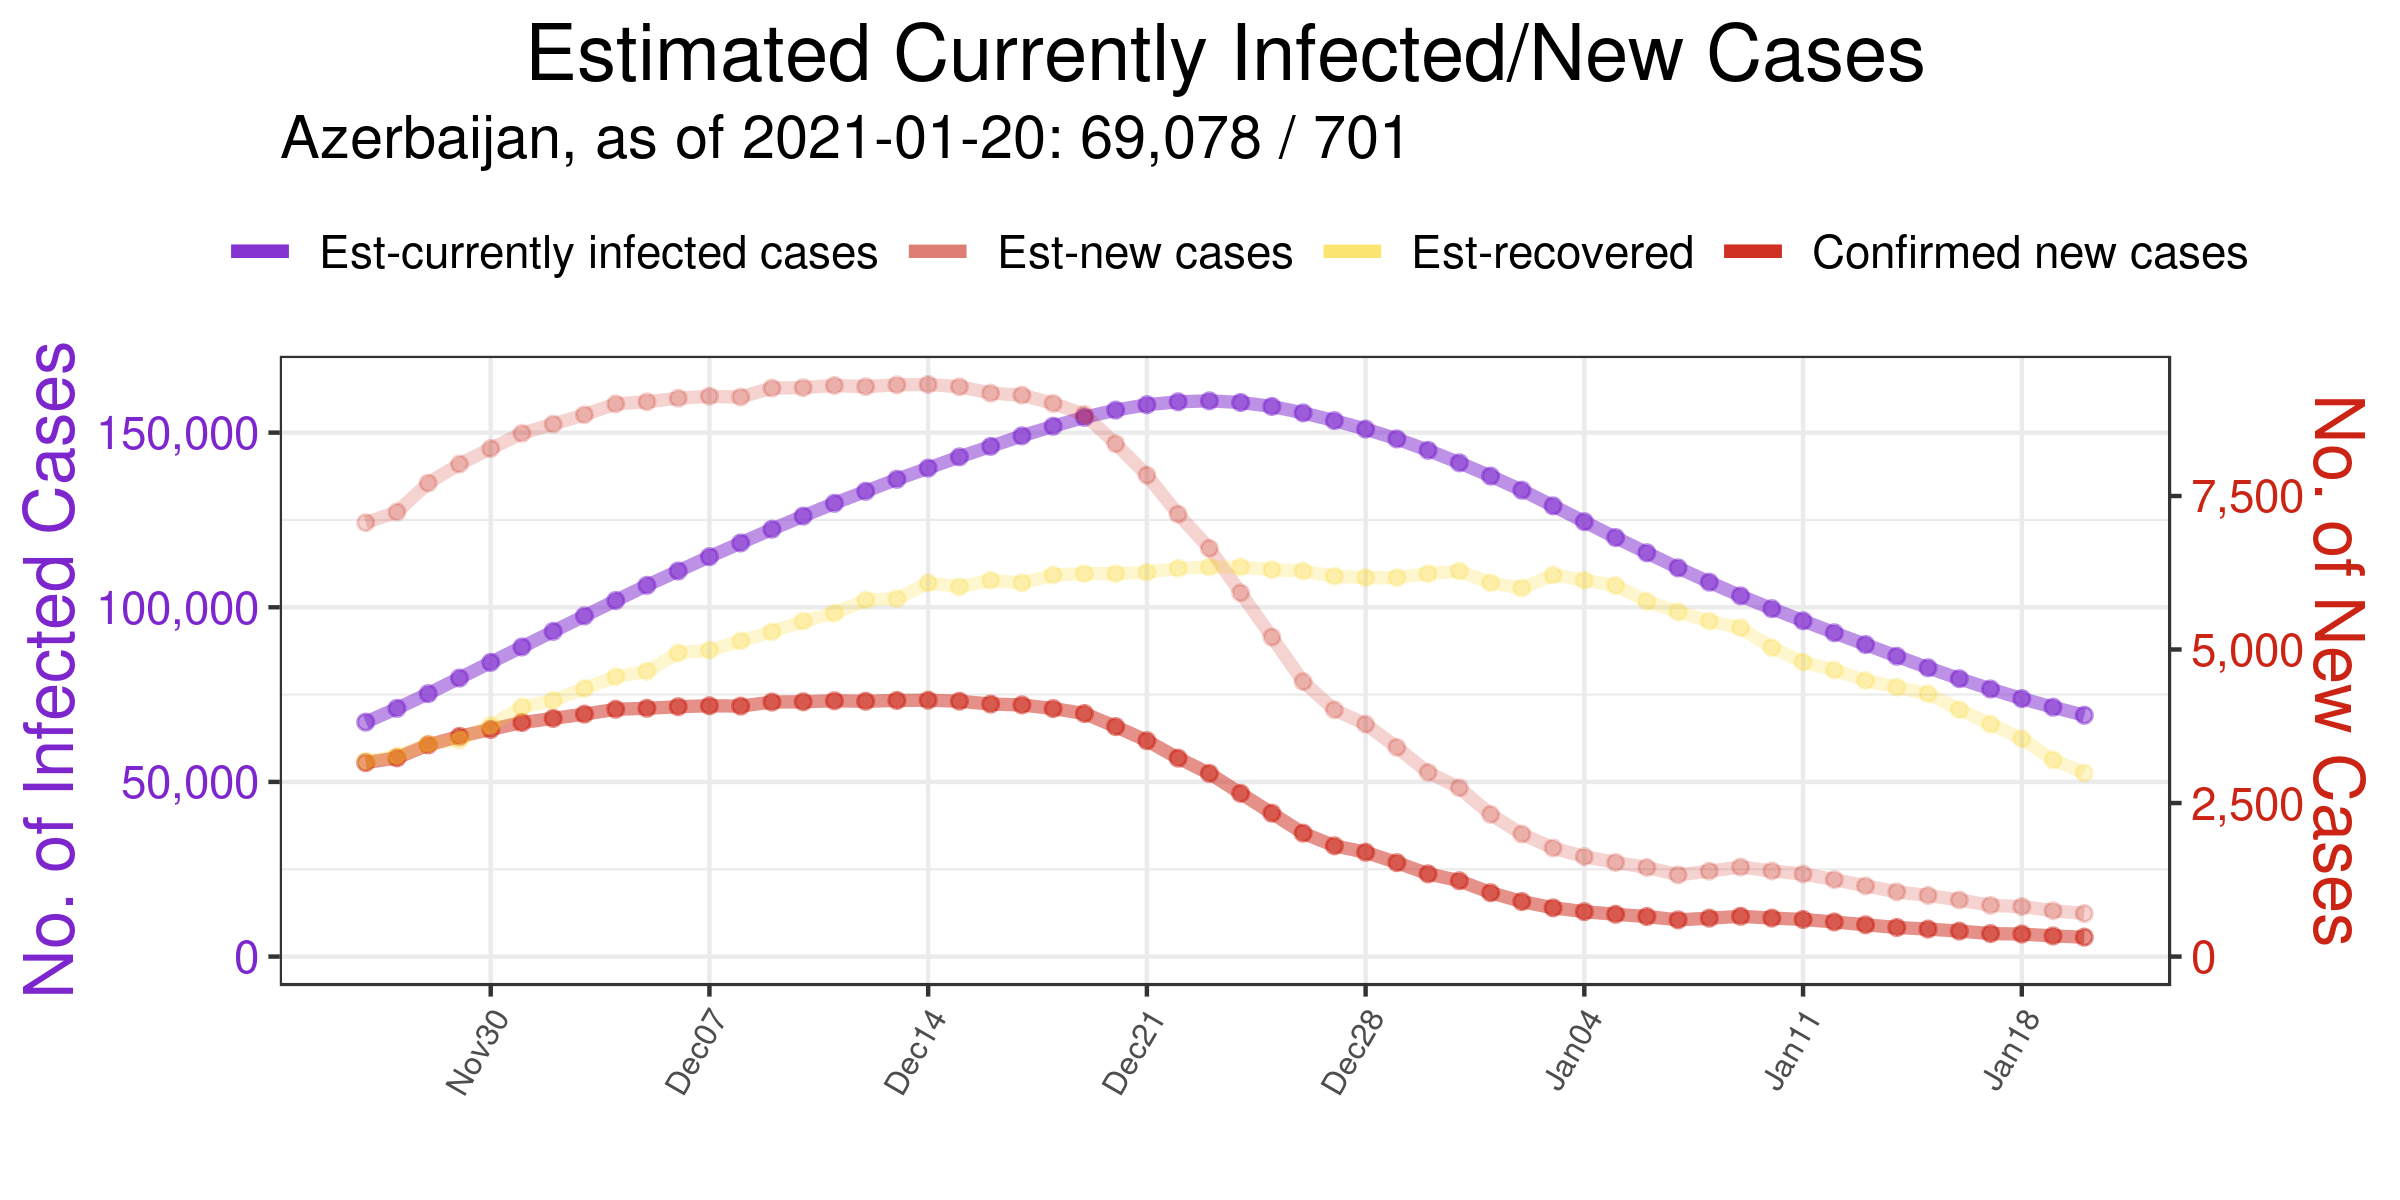 Estimated Currently Infected/New Cases
Azerbaijan, as of 2021-01-20: 69,078 / 701
Est-currently infected cases
Est-new cases
Est-recovered
Confirmed new cases
No. of Infected Cases
150,000
100,000
50,000
0
7,500
5,000
2,500
0
No. of New Cases
Nov30
Dec07
Dec14
Dec21
Dec28
Jan04
Jan11
Jan18